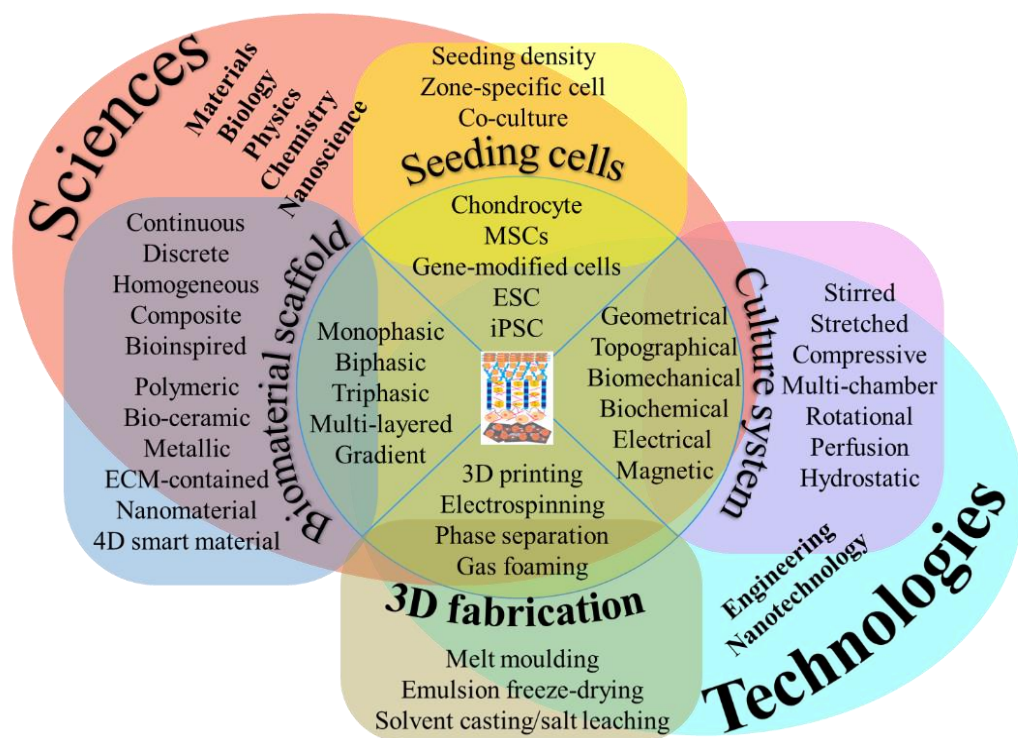 Sciences
Materials
Biology
Physics
Chemistry
Nanoscience
Seeding density
Zone-specific cell
Co-culture
Seeding cells
Chondrocyte
MSCs
Gene-modified cells
ESC
iPSC
Continuous
Discrete
Homogeneous
Composite
Bioinspired
Polymeric
Bio-ceramic
Metallic
ECM-contained
Nanomaterial
4D smart material
Biomaterial scaffold
Monophasic
Biphasic
Triphasic
Multi-layered
Gradient
Geometrical
Topographical
Biomechanical
Biochemical
Electrical
Magnetic
Culture system
Stirred
Stretched
Compressive
Multi-chamber
Rotational
Perfusion
Hydrostatic
3D printing
Electrospinning
Phase separation
Gas foaming
3D fabrication
Melt moulding
Emulsion freeze-drying
Solvent casting/salt leaching
Engineering
Nanotechnology
Technologies